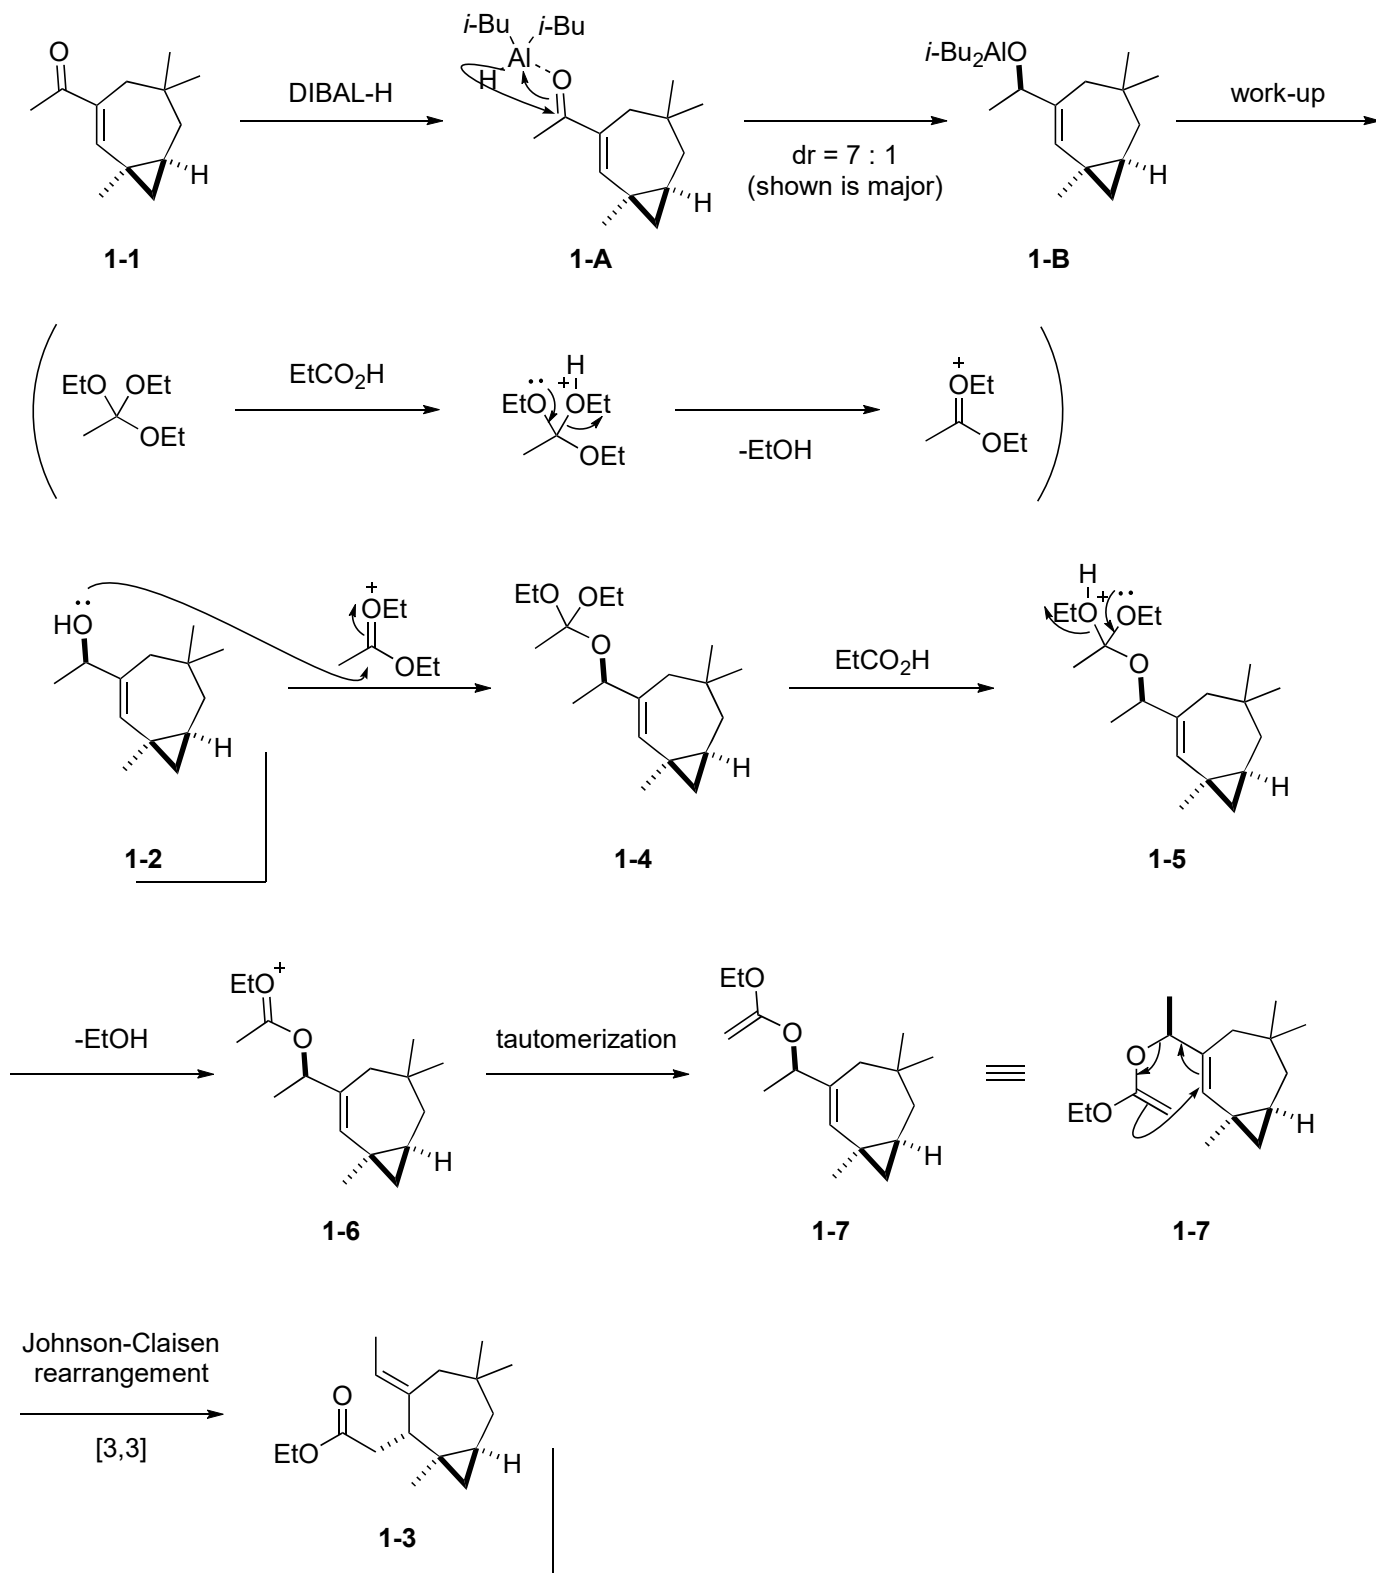 i-Bu i-Bu
Al
H O
O
H
1-1
DIBAL-H
H
1-A
dr = 7 : 1
(shown is major)
i-Bu₂AlO
H
1-B
work-up
EtO OEt
OEt
EtCO₂H
H
+
EtO OEt
OEt
-EtOH
+
OEt
OEt
HO
H
1-2
+
OEt
OEt
EtO OEt
O
H
1-4
EtCO₂H
H
+
EtO OEt
O
H
1-5
-EtOH
EtO+
O
H
1-6
tautomerization
EtO
O
H
1-7
O
EtO
H
1-7
Johnson-Claisen
rearrangement
[3,3]
O
EtO
H
1-3